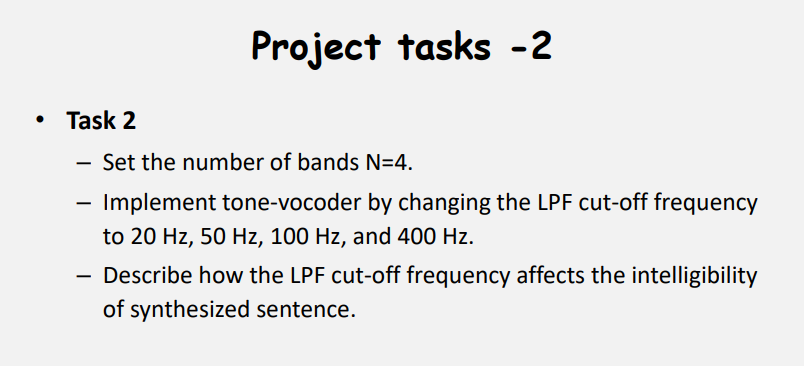 Project tasks -2
• Task 2
– Set the number of bands N=4.
– Implement tone-vocoder by changing the LPF cut-off frequency
to 20 Hz, 50 Hz, 100 Hz, and 400 Hz.
– Describe how the LPF cut-off frequency affects the intelligibility
of synthesized sentence.